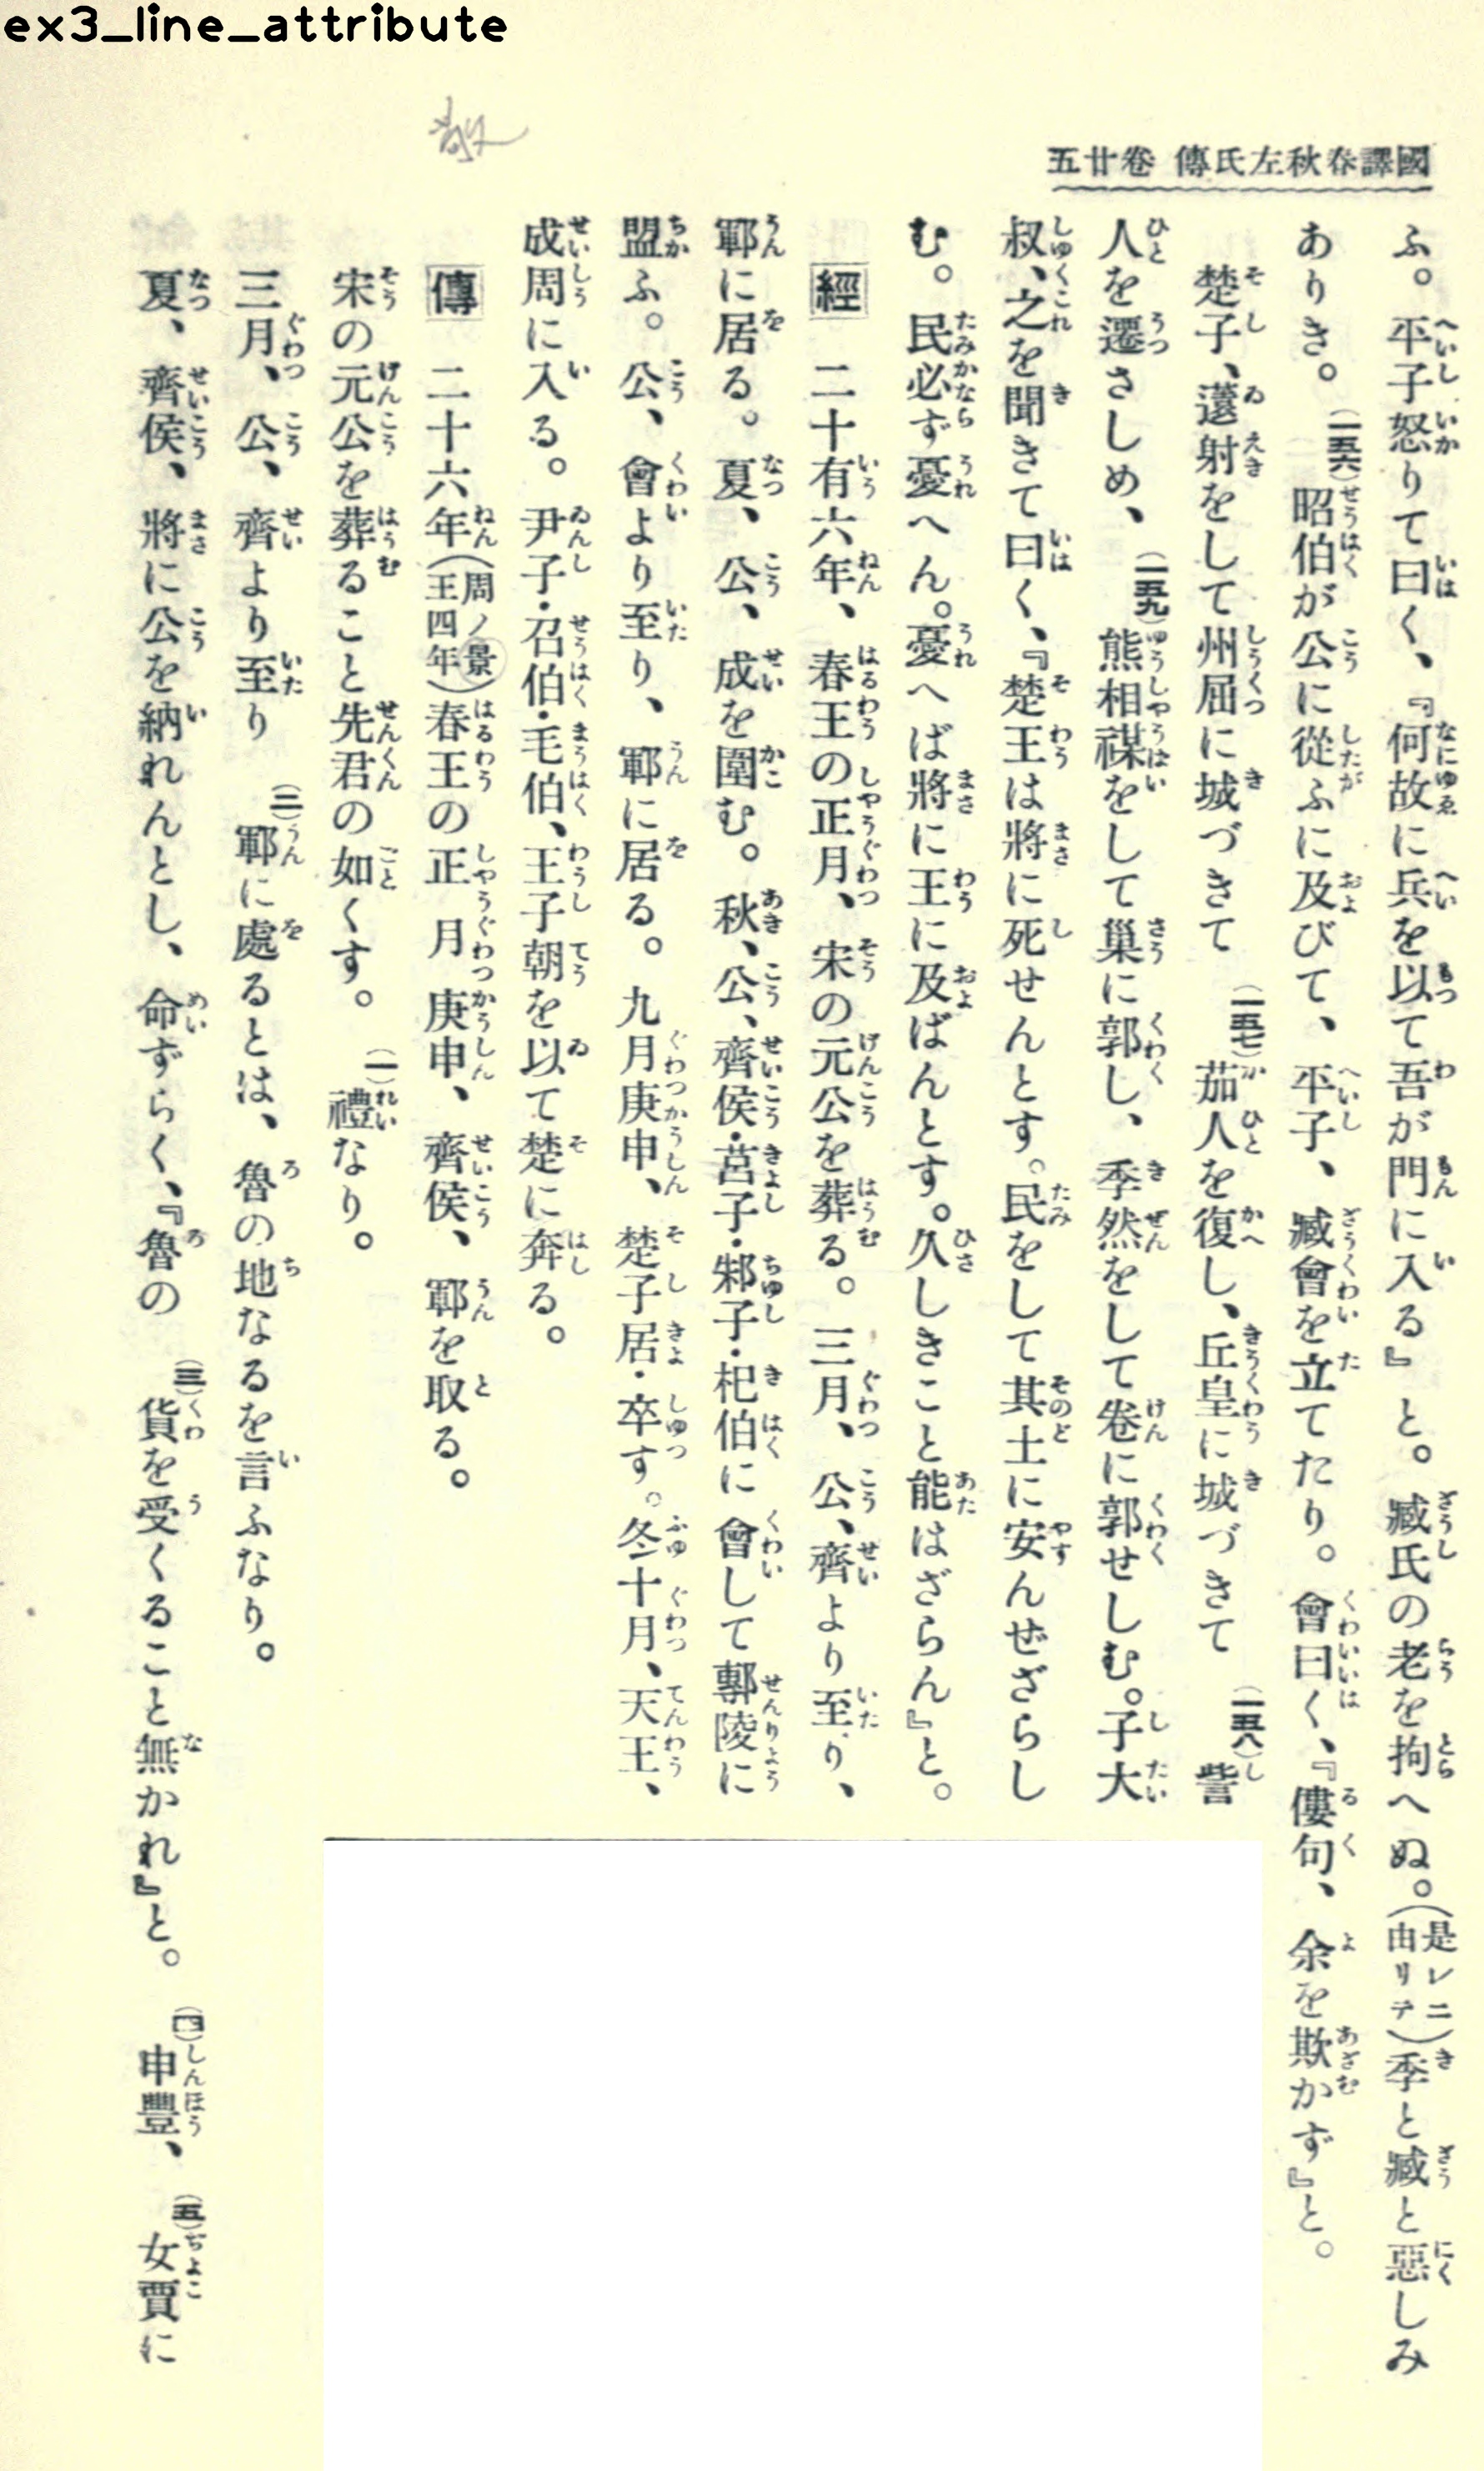 ex3_line_attribute
國譯春秋左氏傳 卷廿五
ふ。平子怒りて曰く、『何故に兵を以て吾が門に入る』と。臧氏の老を拘へぬ。(是レニ由リテ)季と臧と惡しみ
ありき。(一五六)昭伯が公に從ふに及びて、平子、臧會を立てたり。會曰く、『僂句、余を欺かず』と。
楚子、薳射をして州屈に城づきて(一五七)茄人を復し、丘皇に城づきて(一五八)訾
人を遷さしめ、(一五九)熊相禖をして巢に郭し、季然をして卷に郭せしむ。子大
叔、之を聞きて曰く、『楚王は將に死せんとす。民をして其土に安んぜざらし
む。民必ず憂へん。憂へば將に王に及ばんとす。久しきこと能はざらん』と。
經 二十有六年、春王の正月、宋の元公を葬る。三月、公、齊より至り、
鄆に居る。夏、公、成を圍む。秋、公、齊侯・莒子・邾子・杞伯に會して鄟陵に
盟ふ。公、會より至り、鄆に居る。九月庚申、楚子居・卒す。冬十月、天王、
成周に入る。尹子・召伯・毛伯、王子朝を以て楚に奔る。
傳 二十六年(周ノ景王四年)春王の正月庚申、齊侯、鄆を取る。
宋の元公を葬ること先君の如くす。(一)禮なり。
三月、公、齊より至り(二)鄆に處るとは、魯の地なるを言ふなり。
夏、齊侯、將に公を納れんとし、命ずらく、『魯の(三)貨を受くること無かれ』と。(四)申豐、(五)女賈に